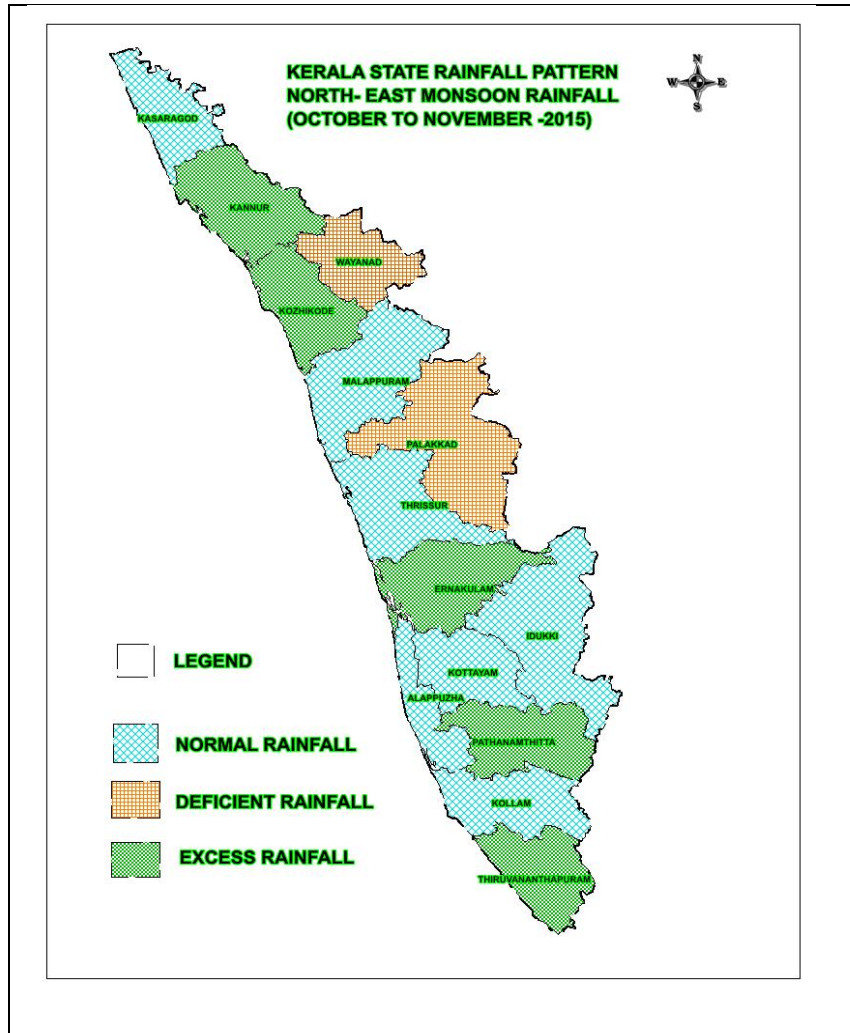 KERALA STATE RAINFALL PATTERN
NORTH- EAST MONSOON RAINFALL
(OCTOBER TO NOVEMBER -2015)
N
W E
S
KASARAGOD
KANNUR
WAYANAD
KOZHIKODE
MALAPPURAM
PALAKKAD
THRISSUR
ERNAKULAM
IDUKKI
KOTTAYAM
ALAPPUZHA
PATHANAMTHITTA
KOLLAM
THIRUVANANTHAPURAM
LEGEND
NORMAL RAINFALL
DEFICIENT RAINFALL
EXCESS RAINFALL